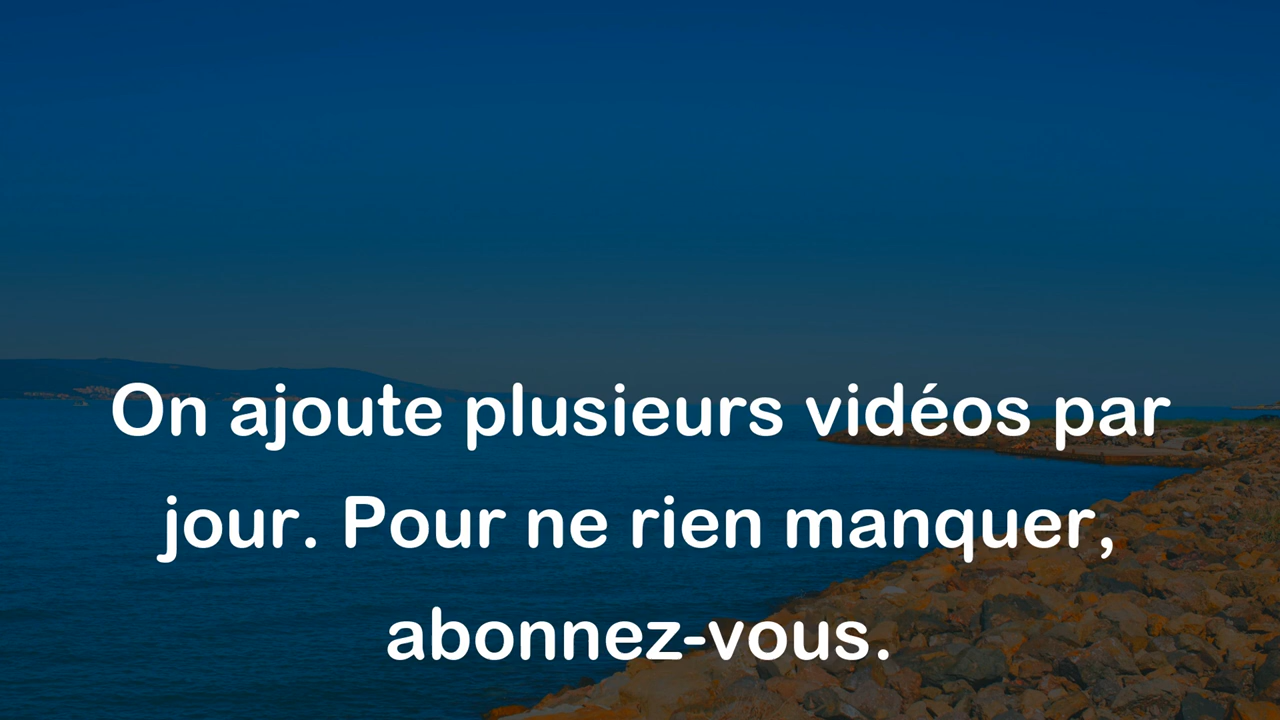 On ajoute plusieurs vidéos par
jour. Pour ne rien manquer,
abonnez-vous.